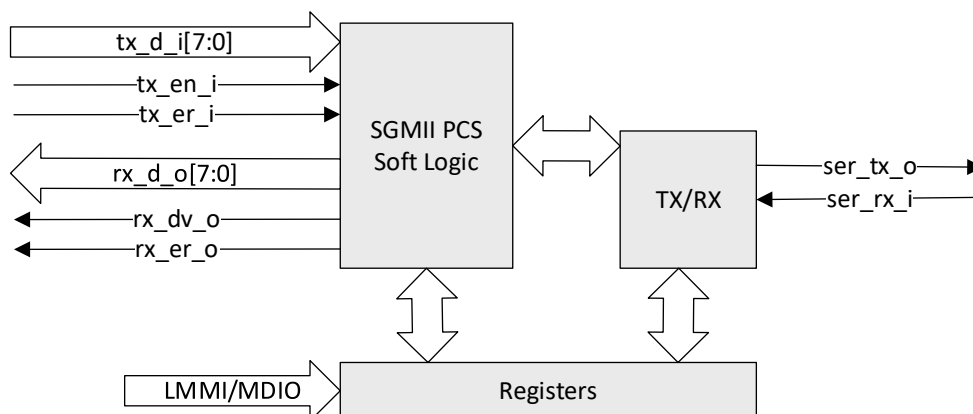 tx_d_i[7:0]
tx_en_i
tx_er_i
rx_d_o[7:0]
rx_dv_o
rx_er_o
SGMII PCS
Soft Logic
TX/RX
ser_tx_o
ser_rx_i
LMMI/MDIO
Registers